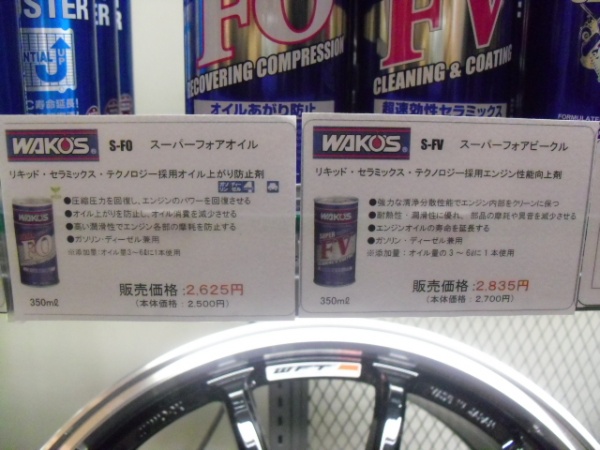 STER
ER
NTIAL UP
C寿命延長!
FO
RECOVERING COMPRESSION
オイルあがり防止
FV
CLEANING & COATING
超速効性セラミックス
FORMULATE
WAKO'S S-FO スーパーフォアオイル
リキッド・セラミックス・テクノロジー採用オイル上がり防止剤
●圧縮圧力を回復し、エンジンのパワーを回復させる
●オイル上がりを防止し、オイル消費を減少させる
●高い潤滑性でエンジン各部の摩耗を防止する
●ガソリン・ディーゼル兼用
※添加量:オイル量3~6ℓに1本使用
WAKO'S
FO
350mℓ
販売価格:2,625円
(本体価格:2,500円)
WAKO'S S-FV スーパーフォアビークル
リキッド・セラミックス・テクノロジー採用エンジン性能向上剤
●強力な清浄分散性能でエンジン内部をクリーンに保つ
●耐熱性・潤滑性に優れ、部品の摩耗や異音を減少させる
●エンジンオイルの寿命を延長する
●ガソリン・ディーゼル兼用
※添加量:オイル量の3~6ℓに1本使用
WAKO'S
SUPER
FV
350mℓ
販売価格:2,835円
(本体価格:2,700円)
WFT